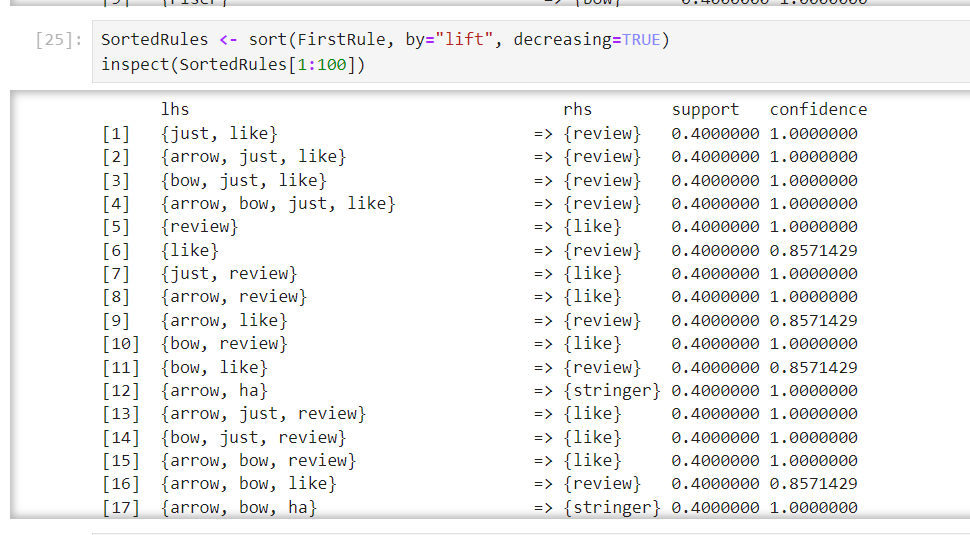 [9] {Fiser} => {bow} 0.4000000 1.0000000
[25]: SortedRules <- sort(FirstRule, by="lift", decreasing=TRUE)
inspect(SortedRules[1:100])
lhs rhs support confidence
[1] {just, like} => {review} 0.4000000 1.0000000
[2] {arrow, just, like} => {review} 0.4000000 1.0000000
[3] {bow, just, like} => {review} 0.4000000 1.0000000
[4] {arrow, bow, just, like} => {review} 0.4000000 1.0000000
[5] {review} => {like} 0.4000000 1.0000000
[6] {like} => {review} 0.4000000 0.8571429
[7] {just, review} => {like} 0.4000000 1.0000000
[8] {arrow, review} => {like} 0.4000000 1.0000000
[9] {arrow, like} => {review} 0.4000000 0.8571429
[10] {bow, review} => {like} 0.4000000 1.0000000
[11] {bow, like} => {review} 0.4000000 0.8571429
[12] {arrow, ha} => {stringer} 0.4000000 1.0000000
[13] {arrow, just, review} => {like} 0.4000000 1.0000000
[14] {bow, just, review} => {like} 0.4000000 1.0000000
[15] {arrow, bow, review} => {like} 0.4000000 1.0000000
[16] {arrow, bow, like} => {review} 0.4000000 0.8571429
[17] {arrow, bow, ha} => {stringer} 0.4000000 1.0000000